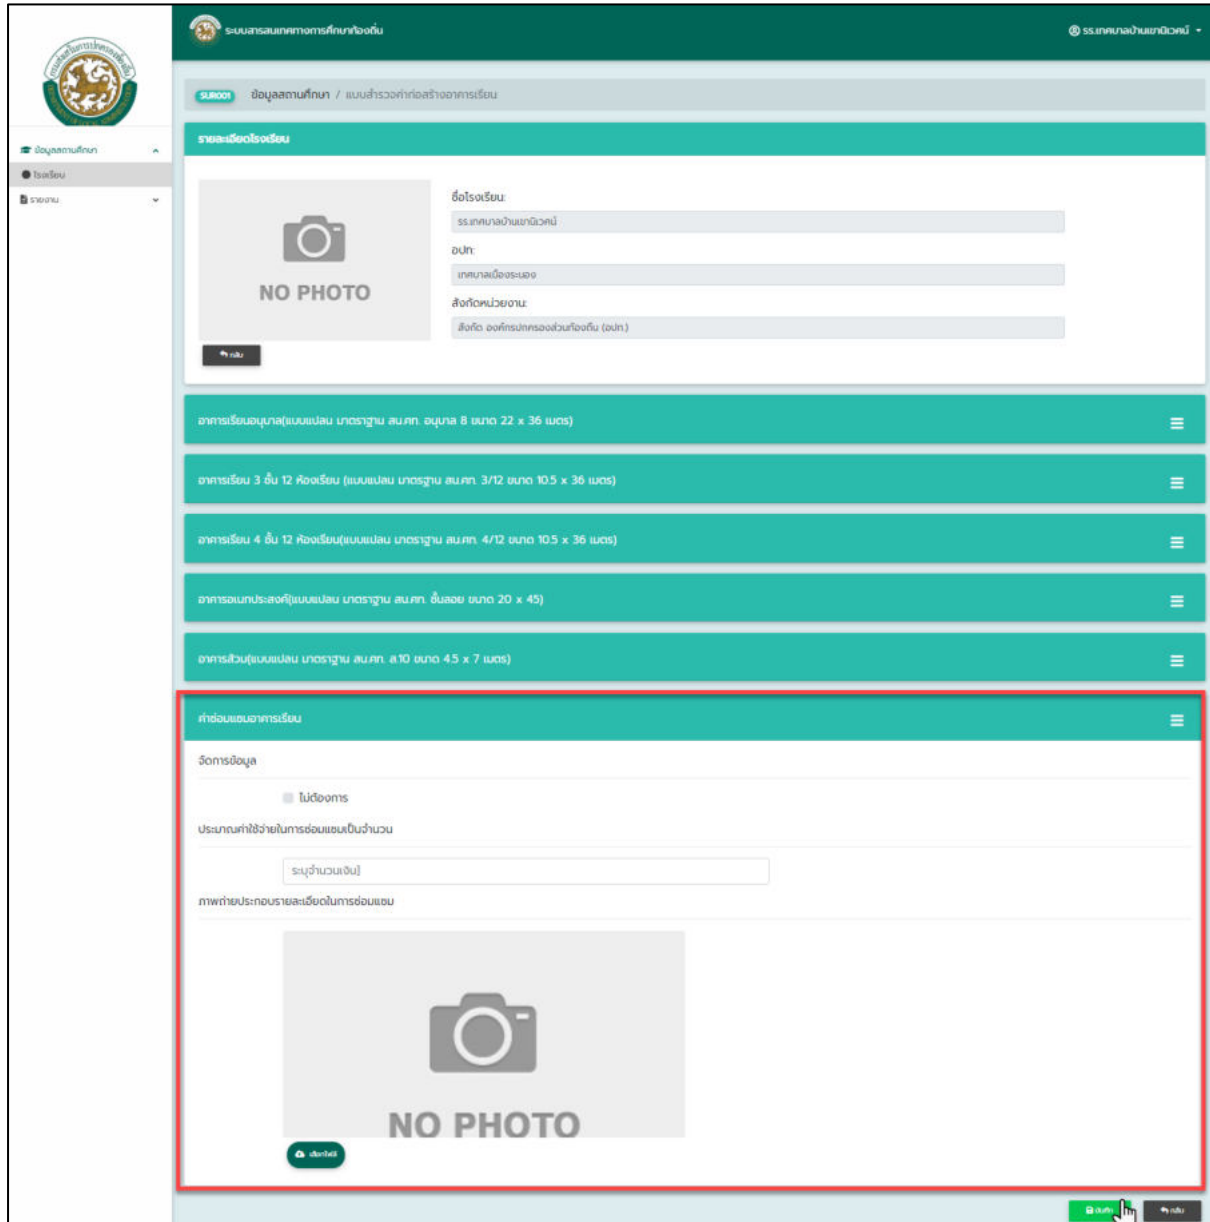 ระบบสารสนเทศทางการศึกษาท้องถิ่น
รร.เทศบาลบ้านเขานิเวศน์
SUR001 ข้อมูลสถานศึกษา / แบบสำรวจค่าก่อสร้างอาคารเรียน
ข้อมูลสถานศึกษา
โรงเรียน
รายงาน
รายละเอียดโรงเรียน
NO PHOTO
ชื่อโรงเรียน:
รร.เทศบาลบ้านเขานิเวศน์
อปท:
เทศบาลเมืองระนอง
สังกัดหน่วยงาน:
สังกัด องค์กรปกครองส่วนท้องถิ่น (อปท.)
กลับ
อาคารเรียนอนุบาล(แบบแปลน มาตราฐาน สน.ศท. อนุบาล 8 ขนาด 22 x 36 เมตร)
อาคารเรียน 3 ชั้น 12 ห้องเรียน (แบบแปลน มาตรฐาน สน.ศท. 3/12 ขนาด 10.5 x 36 เมตร)
อาคารเรียน 4 ชั้น 12 ห้องเรียน(แบบแปลน มาตราฐาน สน.ศท. 4/12 ขนาด 10.5 x 36 เมตร)
อาคารอเนกประสงค์(แบบแปลน มาตราฐาน สน.ศท. ชั้นลอย ขนาด 20 x 45)
อาคารส้วม(แบบแปลน มาตราฐาน สน.ศท. ส.10 ขนาด 4.5 x 7 เมตร)
ค่าซ่อมแซมอาคารเรียน
จัดการข้อมูล
ไม่ต้องการ
ประมาณค่าใช้จ่ายในการซ่อมแซมเป็นจำนวน
ระบุจำนวนเงิน]
ภาพถ่ายประกอบรายละเอียดในการซ่อมแซม
NO PHOTO
เลือกไฟล์
บันทึก
กลับ